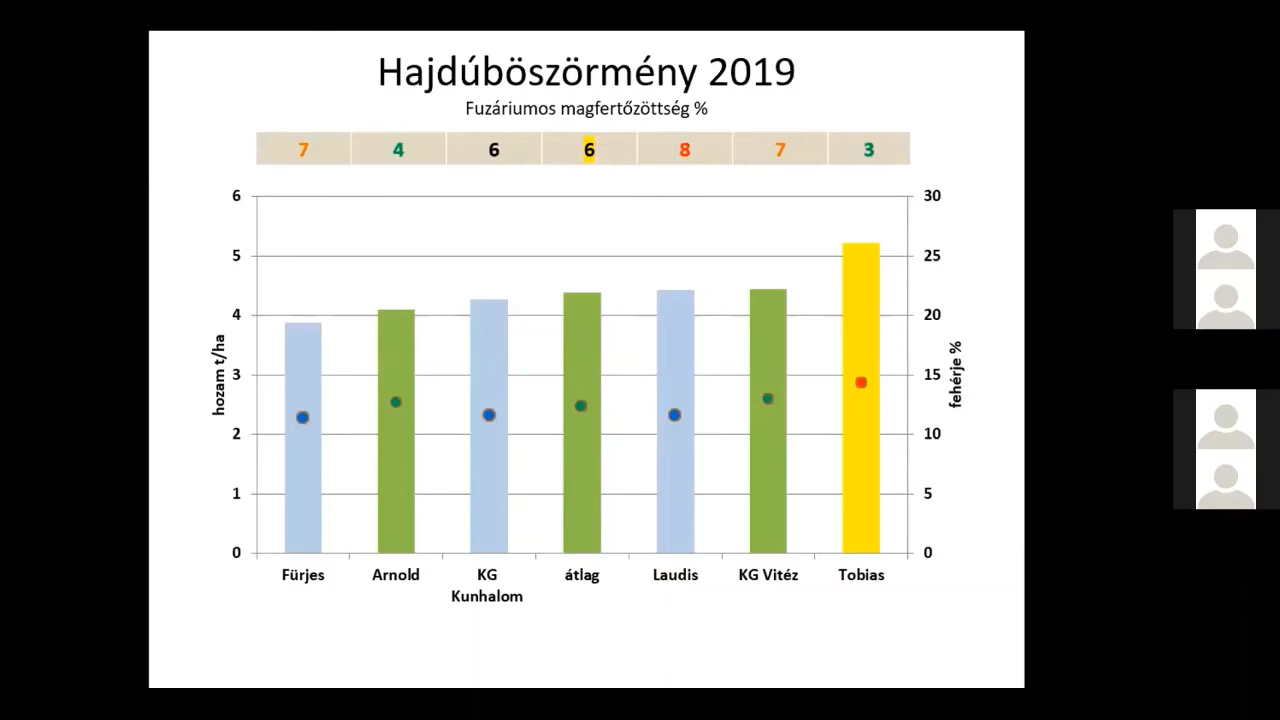 Hajdúböszörmény 2019
Fuzáriumos magfertőzöttség %
7 4 6 6 8 7 3
6 30
5 25
4 20
3 15
2 10
1 5
0 0
hozam t/ha
fehérje %
Fürjes Arnold KG Kunhalom átlag Laudis KG Vitéz Tobias